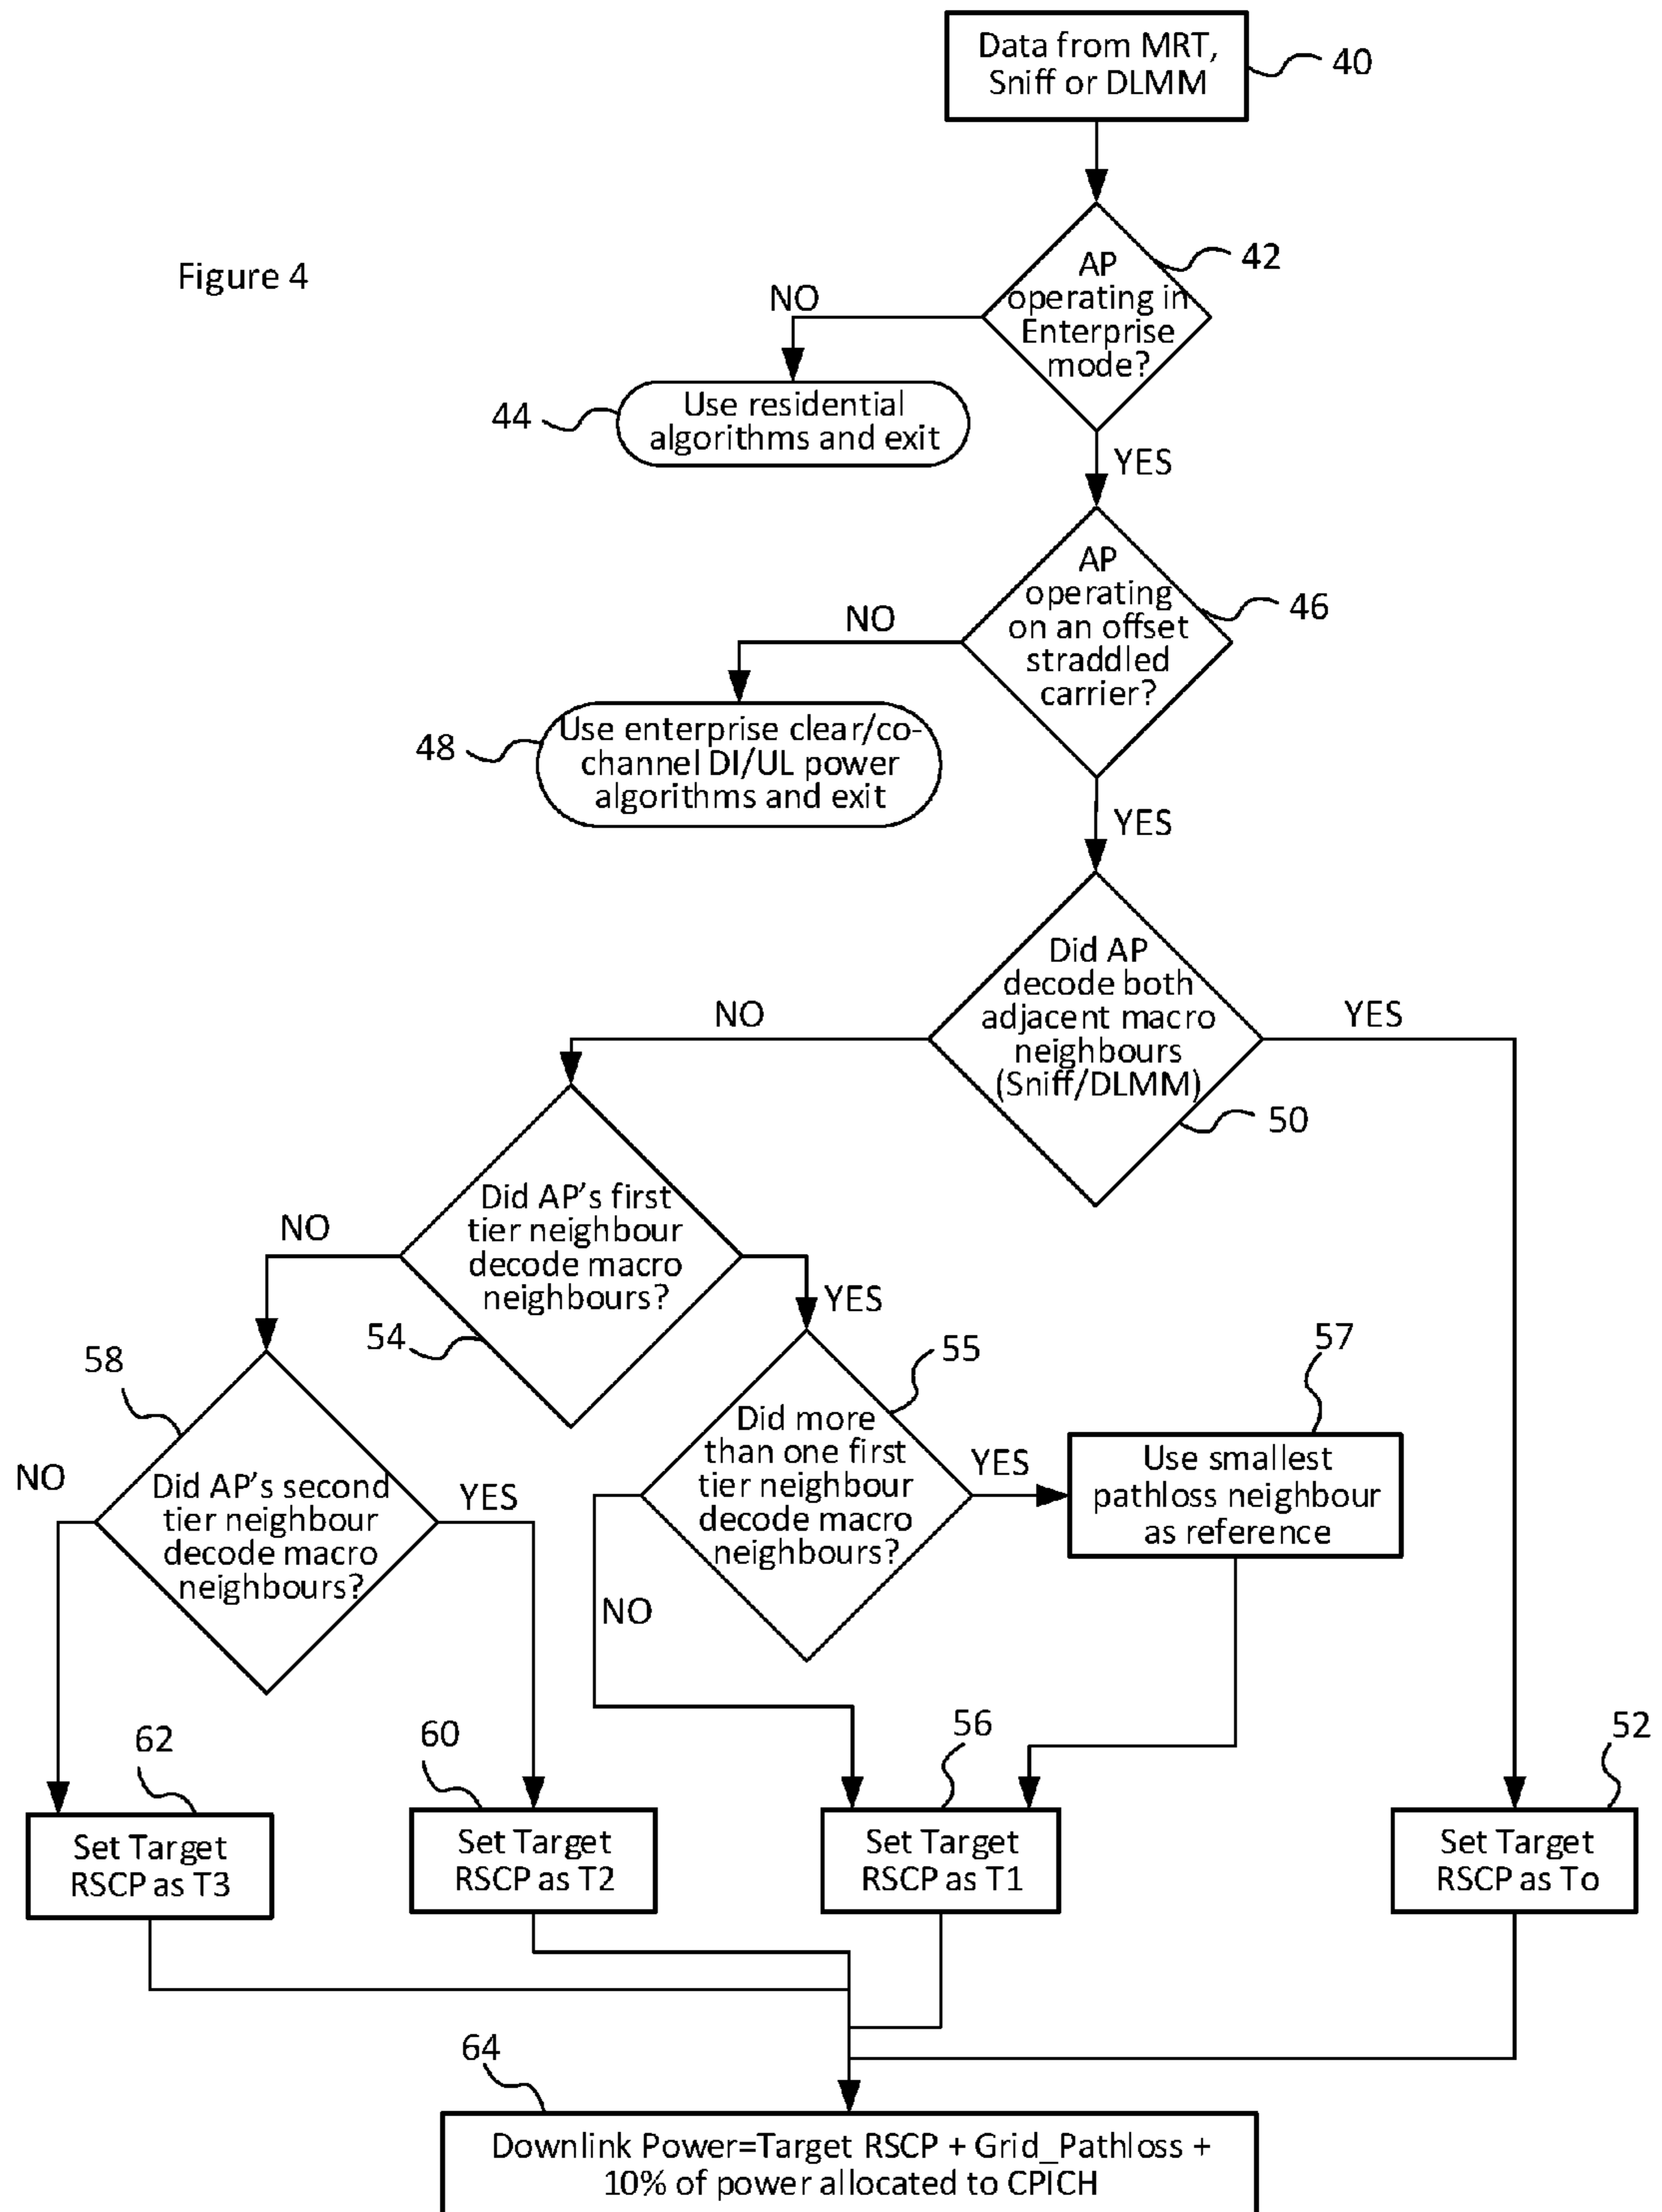 Data from MRT,
Sniff or DLMM
40
Figure 4
AP
operating in
Enterprise
mode?
42
NO
44
Use residential
algorithms and exit
YES
AP
operating
on an offset
straddled
carrier?
46
NO
48
Use enterprise clear/co-
channel DI/UL power
algorithms and exit
YES
Did AP
decode both
adjacent macro
neighbours
(Sniff/DLMM)
50
NO
YES
Did AP's first
tier neighbour
decode macro
neighbours?
54
NO
YES
58
Did AP's second
tier neighbour
decode macro
neighbours?
NO
YES
55
Did more
than one first
tier neighbour
decode macro
neighbours?
YES
NO
57
Use smallest
pathloss neighbour
as reference
62
Set Target
RSCP as T3
60
Set Target
RSCP as T2
56
Set Target
RSCP as T1
52
Set Target
RSCP as To
64
Downlink Power=Target RSCP + Grid_Pathloss +
10% of power allocated to CPICH